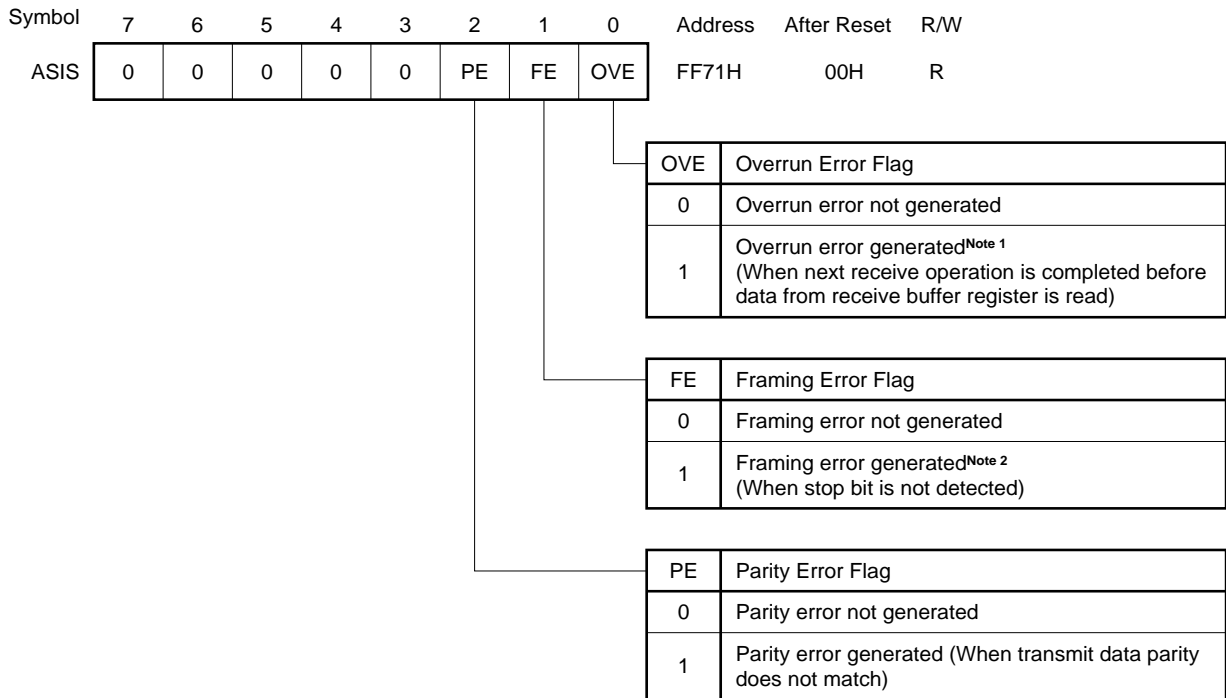 Symbol 7 6 5 4 3 2 1 0 Address After Reset R/W
ASIS 0 0 0 0 0 PE FE OVE FF71H 00H R
OVE Overrun Error Flag
0 Overrun error not generated
1 Overrun error generatedNote 1
(When next receive operation is completed before
data from receive buffer register is read)
FE Framing Error Flag
0 Framing error not generated
1 Framing error generatedNote 2
(When stop bit is not detected)
PE Parity Error Flag
0 Parity error not generated
1 Parity error generated (When transmit data parity
does not match)